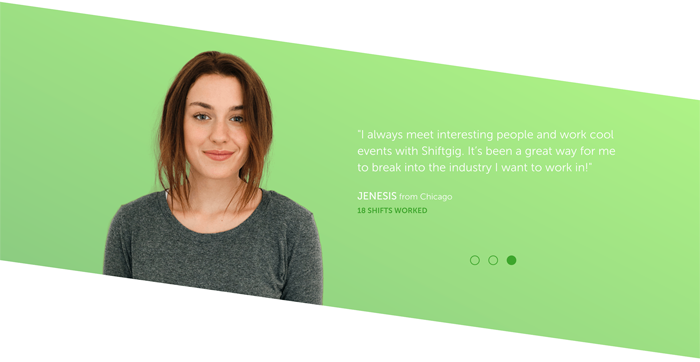 "I always meet interesting people and work cool
events with Shiftgig. It's been a great way for me
to break into the industry I want to work in!"
JENESIS from Chicago
18 SHIFTS WORKED